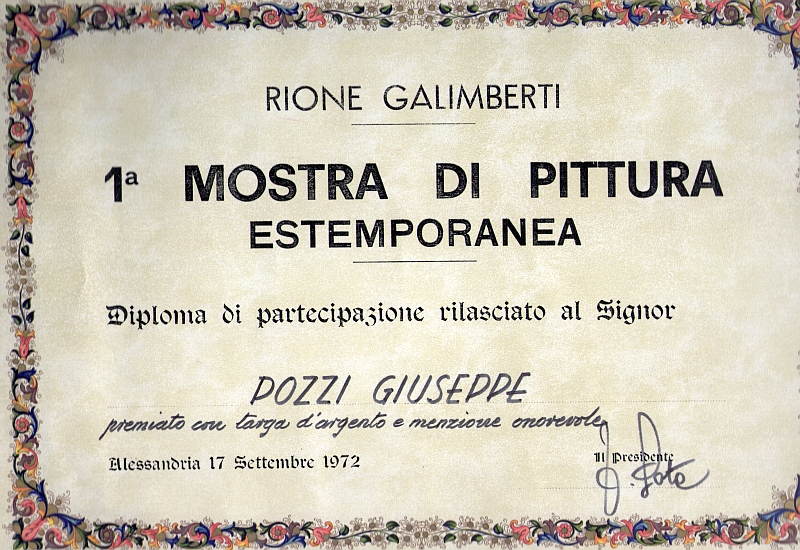 RIONE GALIMBERTI
1ª MOSTRA DI PITTURA
ESTEMPORANEA
Diploma di partecipazione rilasciato al Signor
POZZI GIUSEPPE
premiato con targa d'argento e menzione onorevole
Alessandria 17 Settembre 1972
Il Presidente